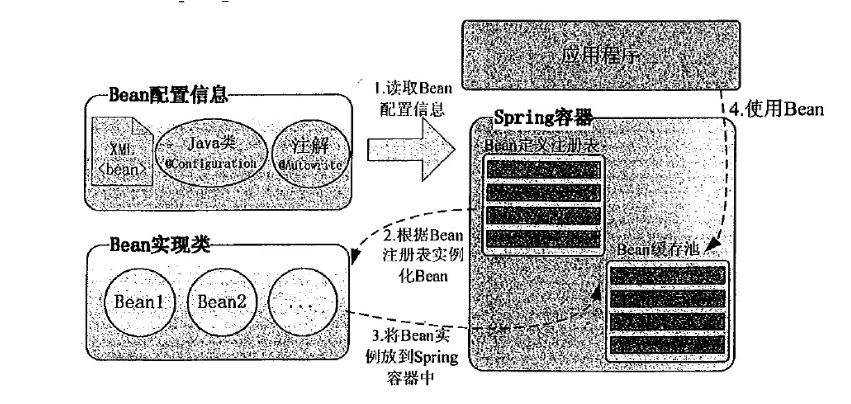 应用程序
Bean配置信息
XML
<bean>
Java类
@Configuration
注解
@Autowrite
1.读取Bean
配置信息
Spring容器
Bean定义注册表
4.使用Bean
2.根据Bean
注册表实例
化Bean
Bean缓存池
Bean实现类
Bean1
Bean2
...
3.将Bean实
例放到Spring
容器中